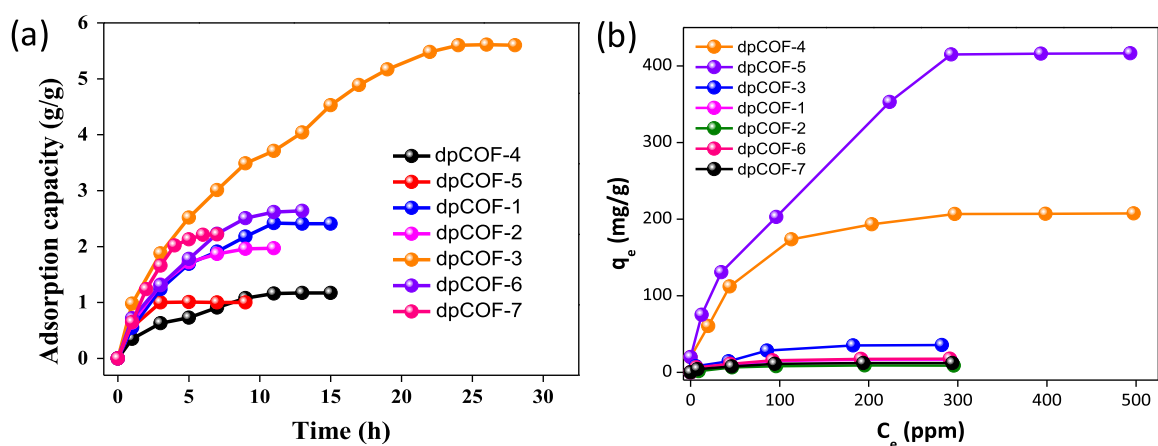 (a)
Adsorption capacity (g/g)
6
5
4
3
2
1
0
dpCOF-4
dpCOF-5
dpCOF-1
dpCOF-2
dpCOF-3
dpCOF-6
dpCOF-7
0 5 10 15 20 25 30
Time (h)
(b)
qe (mg/g)
400
300
200
100
0
dpCOF-4
dpCOF-5
dpCOF-3
dpCOF-1
dpCOF-2
dpCOF-6
dpCOF-7
0 100 200 300 400 500
Ce (ppm)